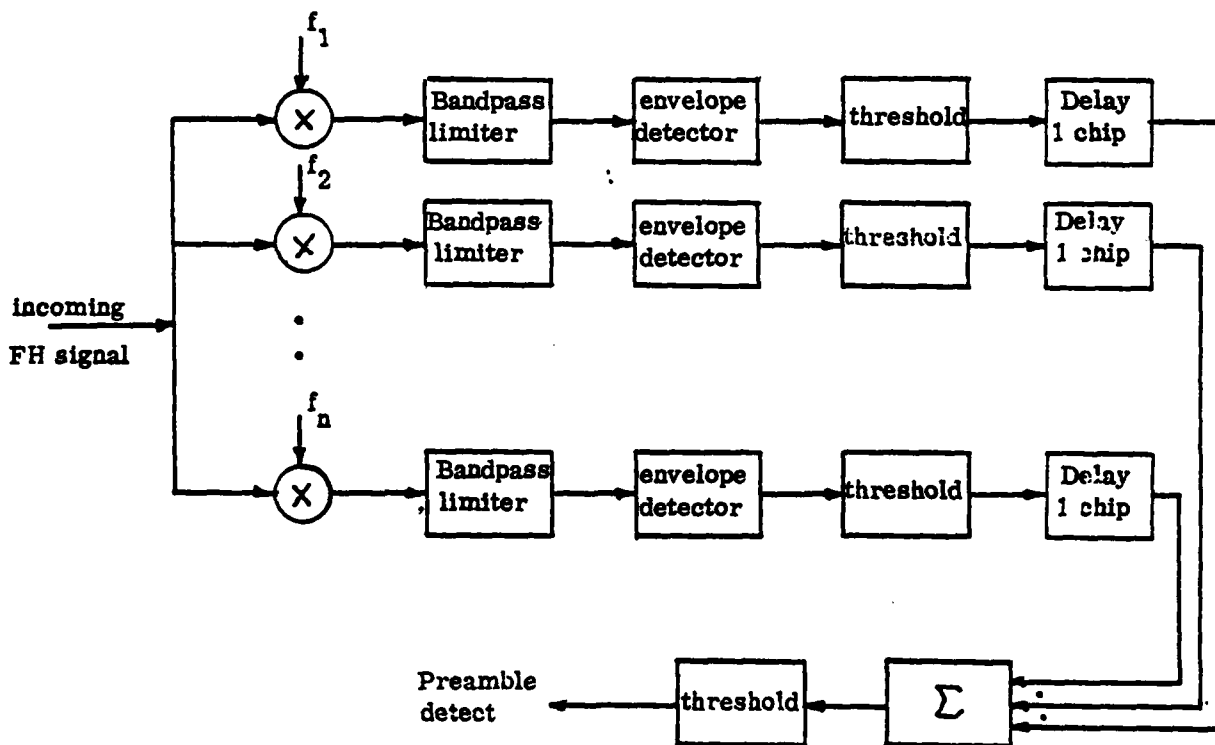 f1
Bandpass
limiter
envelope
detector
threshold
Delay
1 chip
f2
Bandpass
limiter
envelope
detector
threshold
Delay
1 chip
incoming
FH signal
fn
Bandpass
limiter
envelope
detector
threshold
Delay
1 chip
Preamble
detect
threshold
Σ